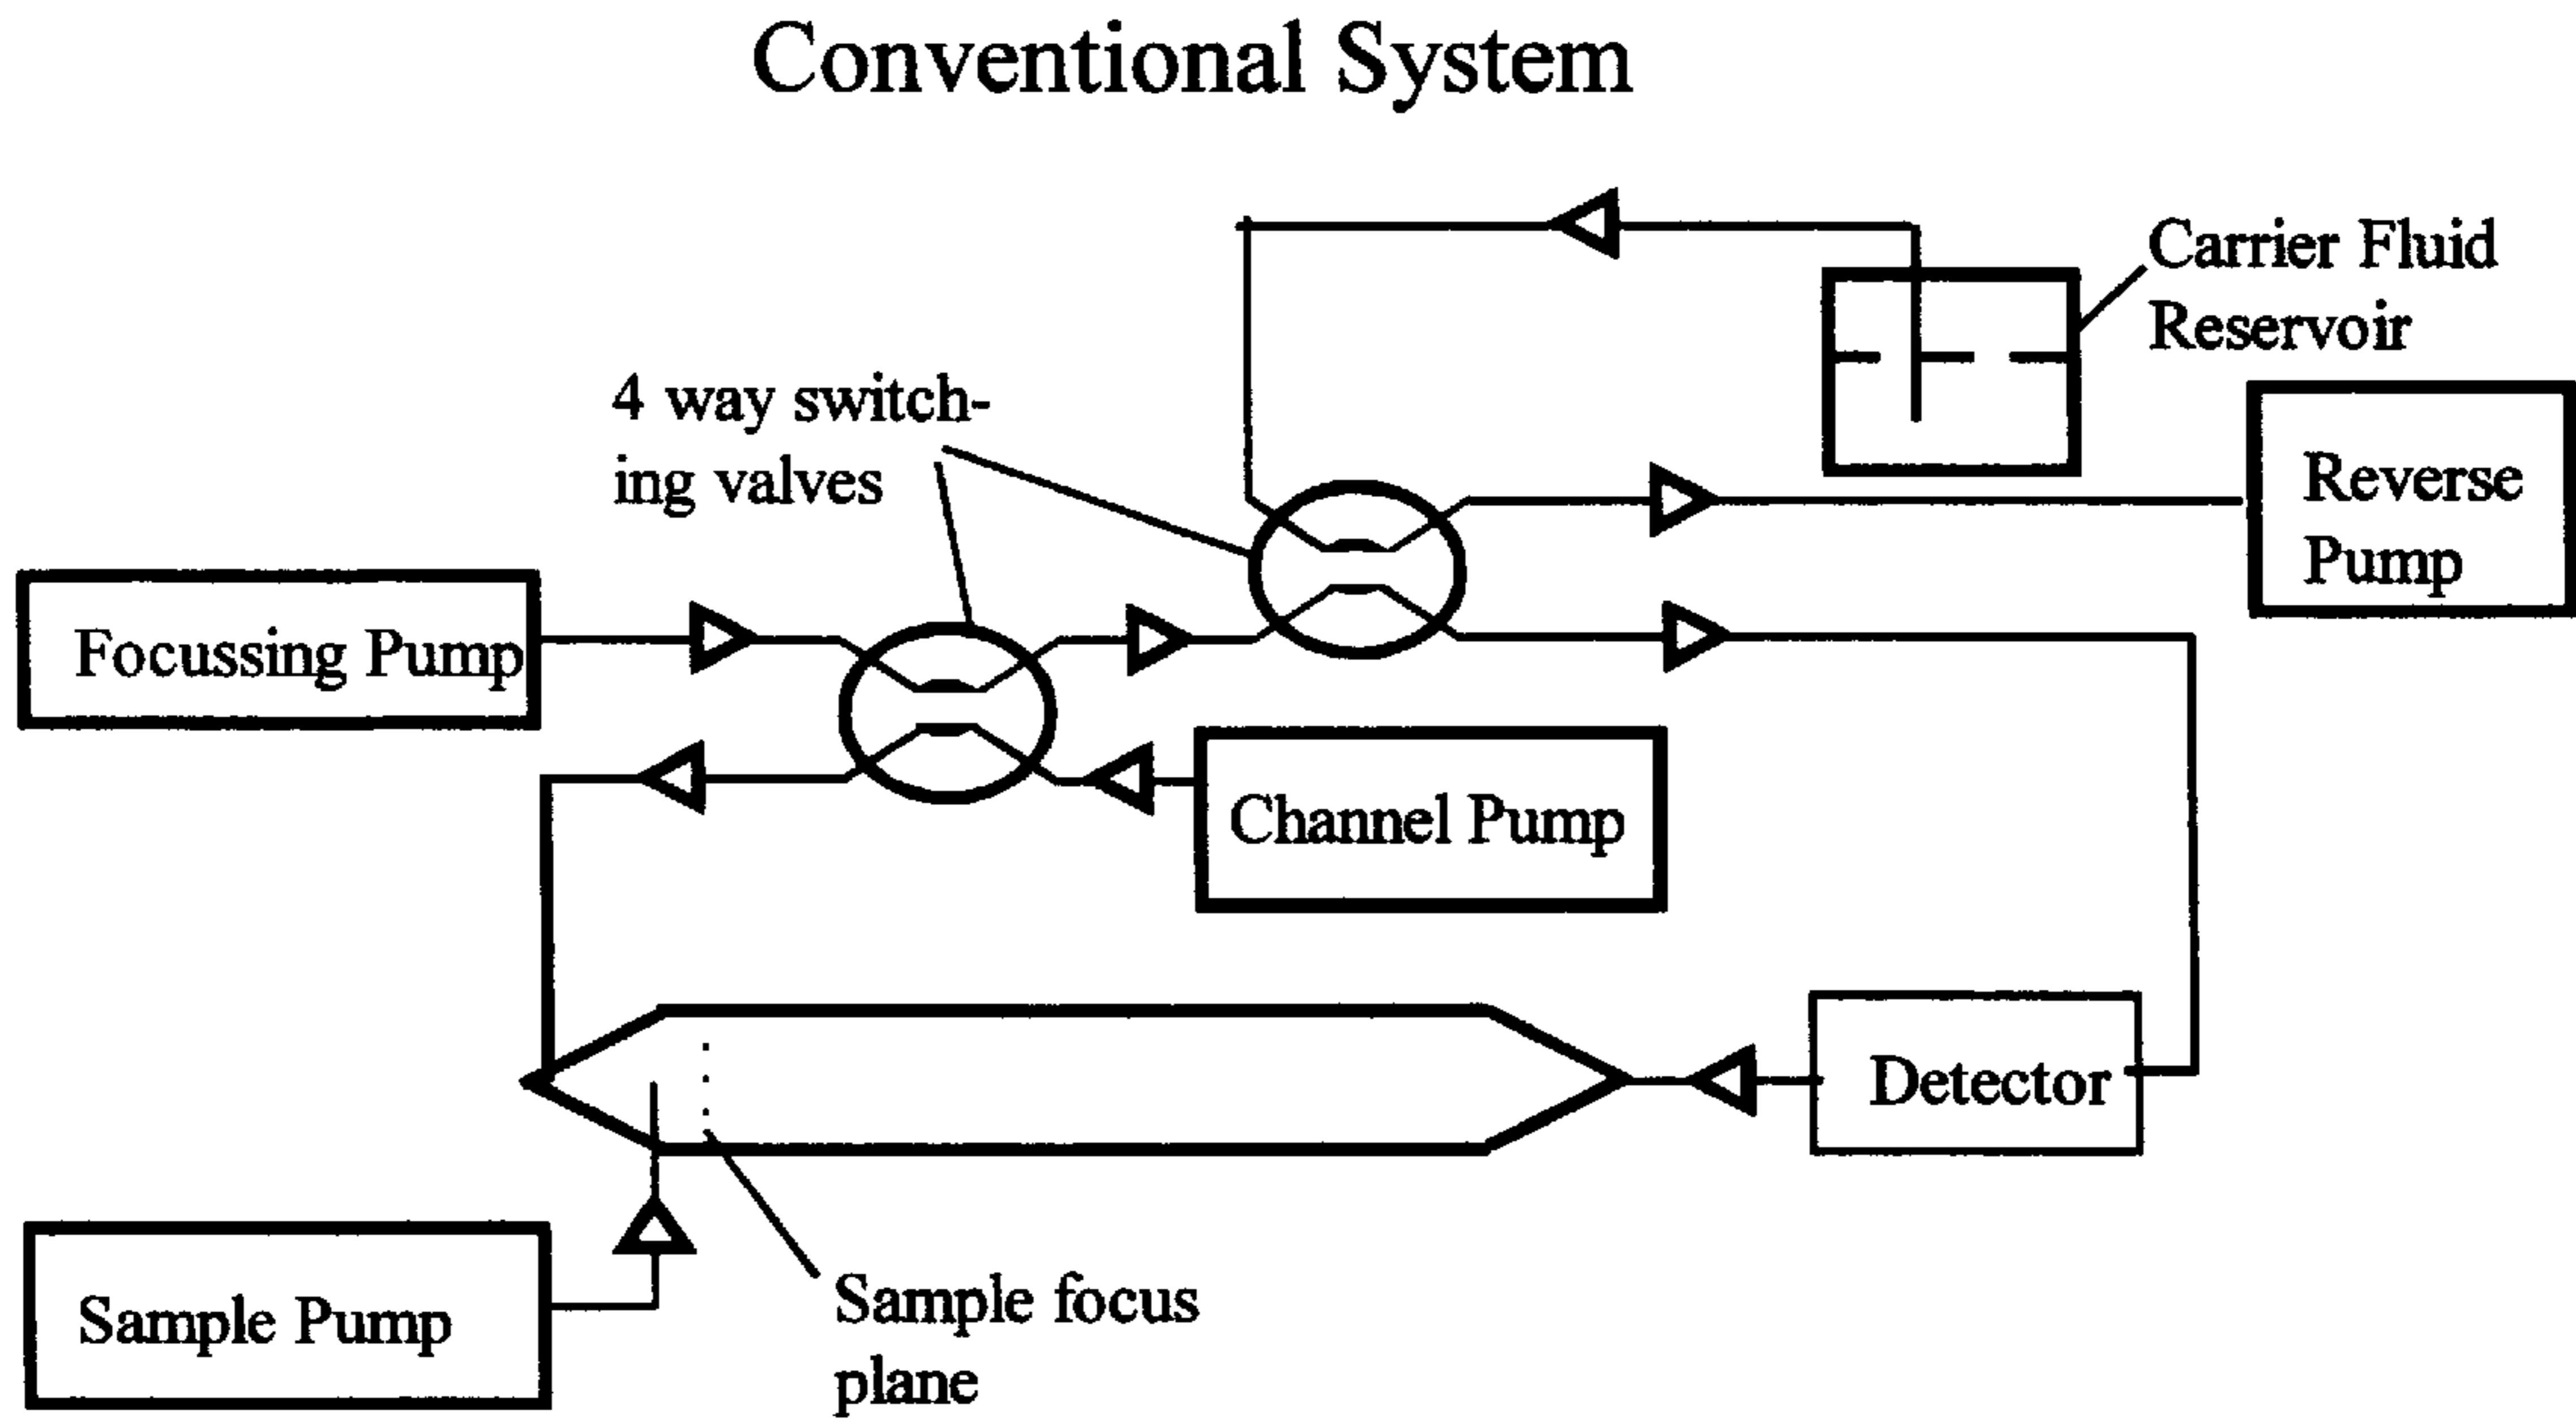 Conventional System
Carrier Fluid
Reservoir
4 way switch-
ing valves
Reverse
Pump
Focussing Pump
Channel Pump
Detector
Sample Pump
Sample focus
plane